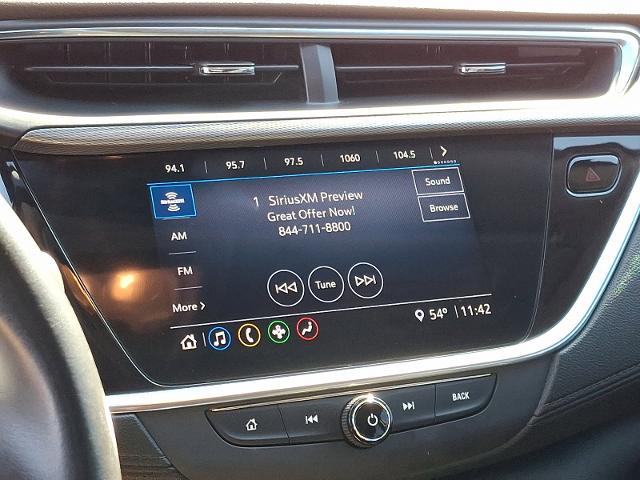 94.1 95.7 97.5 1060 104.5
SiriusXM
1 SiriusXM Preview
Great Offer Now!
844-711-8800
Sound
Browse
AM
FM
More
Tune
54° 11:42
BACK